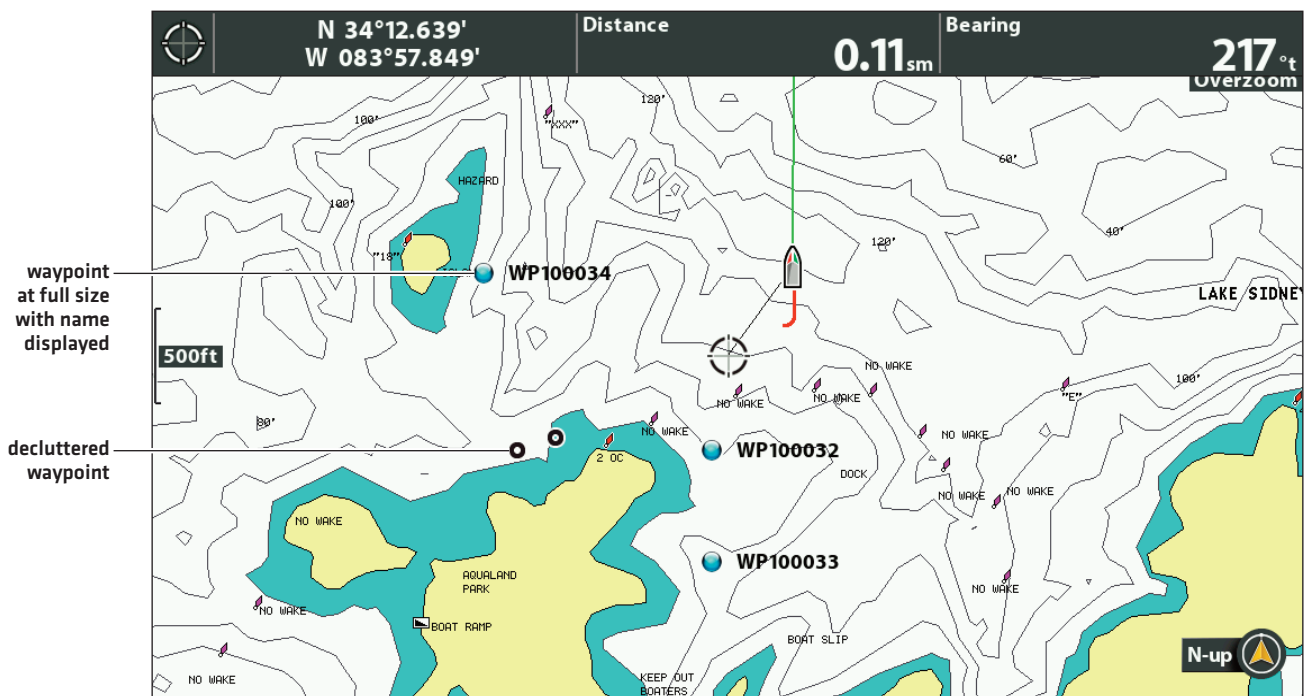 N 34°12.639'
W 083°57.849'
Distance
0.11sm
Bearing
217°t
Overzoom
120'
100'
"XXX"
60'
HAZARD
100'
40'
120'
"18"
waypoint
at full size
with name
displayed
WP100034
LAKE SIDNEY
500ft
NO WAKE
100'
NO WAKE
NO WAKE
"E"
80'
NO WAKE
NO WAKE
decluttered
waypoint
2 OC
WP100032
DOCK
NO WAKE
NO WAKE
NO WAKE
WP100033
AQUALAND
PARK
NO WAKE
NO WAKE
BOAT RAMP
BOAT SLIP
N-up
NO WAKE
KEEP OUT
BOATERS